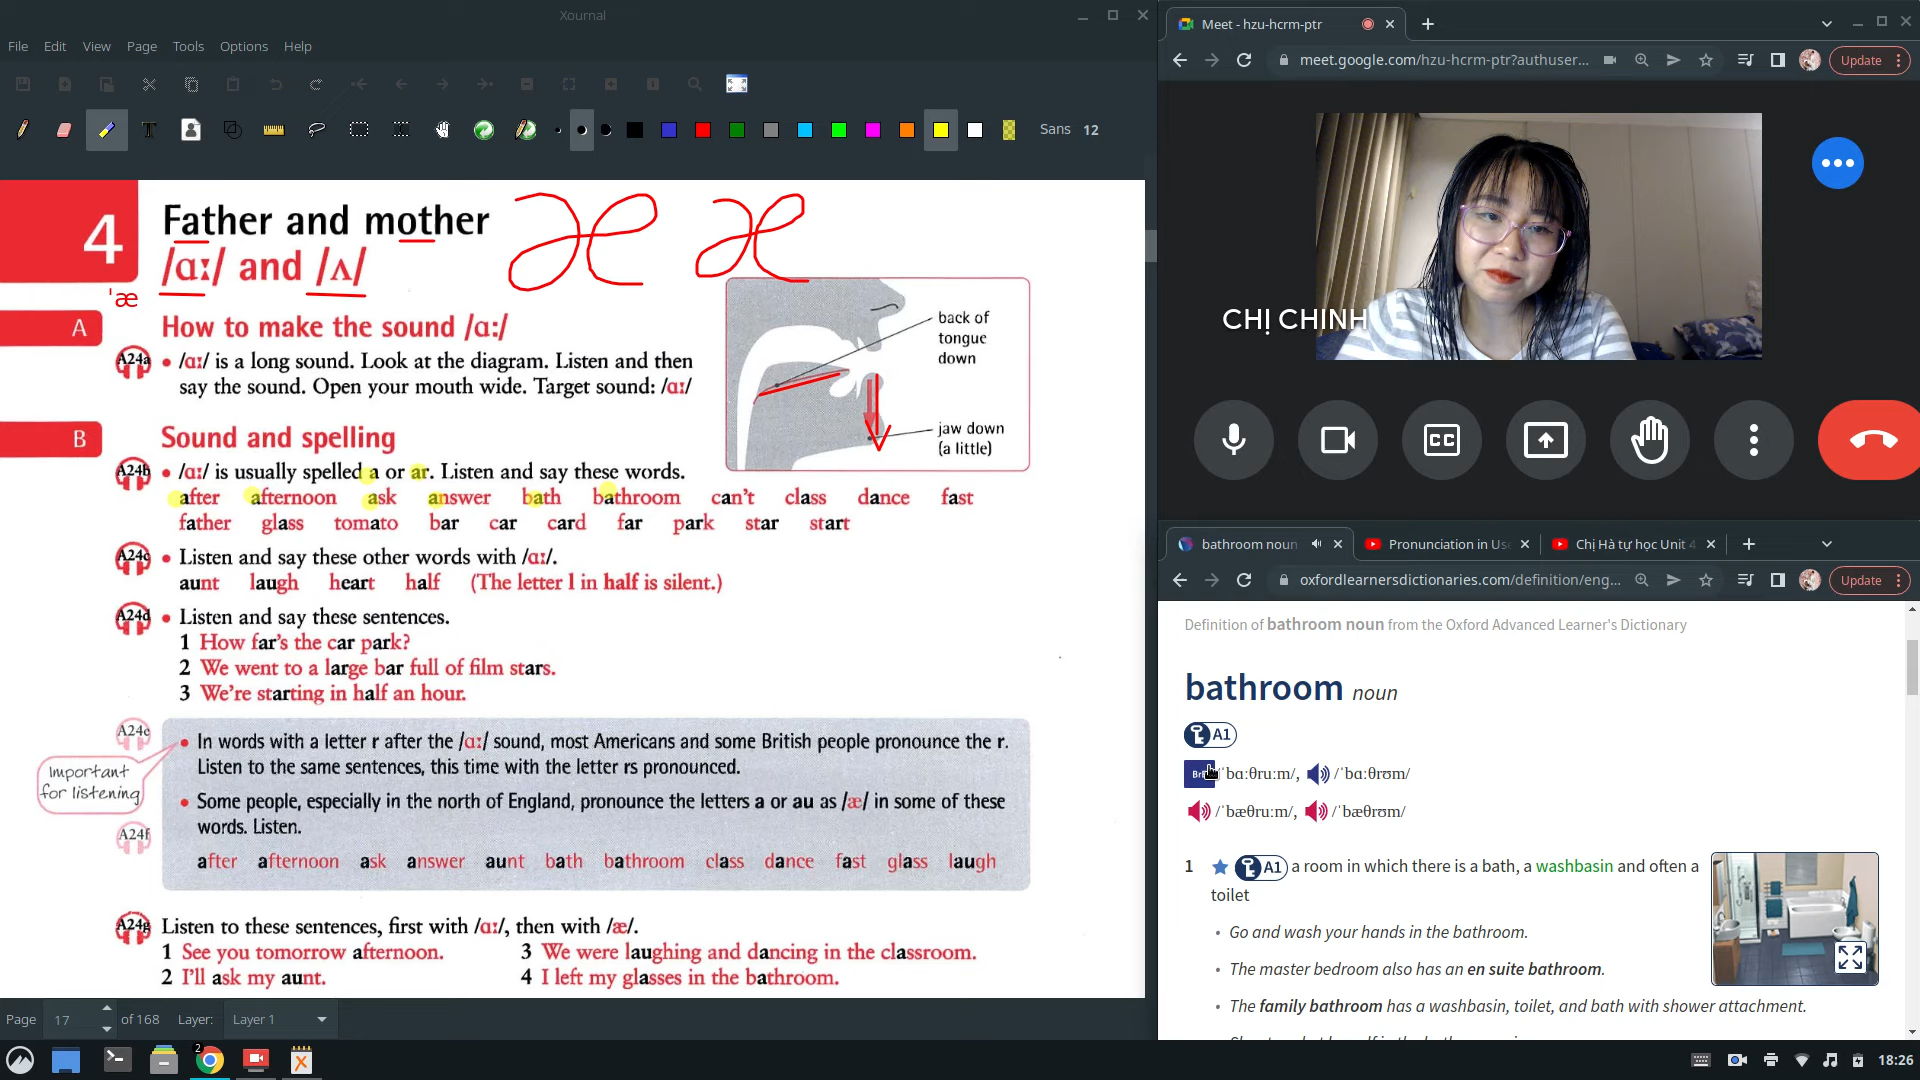 Xournal
File Edit View Page Tools Options Help
Sans 12
4
Father and mother
/ɑː/ and /ʌ/
æ æ
ˈæ
A
How to make the sound /ɑː/
A24a
• /ɑː/ is a long sound. Look at the diagram. Listen and then
say the sound. Open your mouth wide. Target sound: /ɑː/
back of
tongue
down
jaw down
(a little)
B
Sound and spelling
A24b
• /ɑː/ is usually spelled a or ar. Listen and say these words.
after afternoon ask answer bath bathroom can't class dance fast
father glass tomato bar car card far park star start
A24c
• Listen and say these other words with /ɑː/.
aunt laugh heart half (The letter l in half is silent.)
A24d
• Listen and say these sentences.
1 How far's the car park?
2 We went to a large bar full of film stars.
3 We're starting in half an hour.
A24e
Important
for listening
• In words with a letter r after the /ɑː/ sound, most Americans and some British people pronounce the r.
Listen to the same sentences, this time with the letter rs pronounced.
• Some people, especially in the north of England, pronounce the letters a or au as /æ/ in some of these
words. Listen.
A24f
after afternoon ask answer aunt bath bathroom class dance fast glass laugh
A24g
Listen to these sentences, first with /ɑː/, then with /æ/.
1 See you tomorrow afternoon.
2 I'll ask my aunt.
3 We were laughing and dancing in the classroom.
4 I left my glasses in the bathroom.
Page 17 of 168 Layer: Layer 1
Meet - hzu-hcrm-ptr
meet.google.com/hzu-hcrm-ptr?authuser...
Update
CHỊ CHINH
CC
bathroom noun
Pronunciation in Us
Chị Hà tự học Unit 4
oxfordlearnersdictionaries.com/definition/eng...
Update
Definition of bathroom noun from the Oxford Advanced Learner's Dictionary
bathroom noun
A1
/ˈbɑːθruːm/, /ˈbɑːθrʊm/
/ˈbæθruːm/, /ˈbæθrʊm/
1 A1 a room in which there is a bath, a washbasin and often a
toilet
• Go and wash your hands in the bathroom.
• The master bedroom also has an en suite bathroom.
• The family bathroom has a washbasin, toilet, and bath with shower attachment.
2
18:26